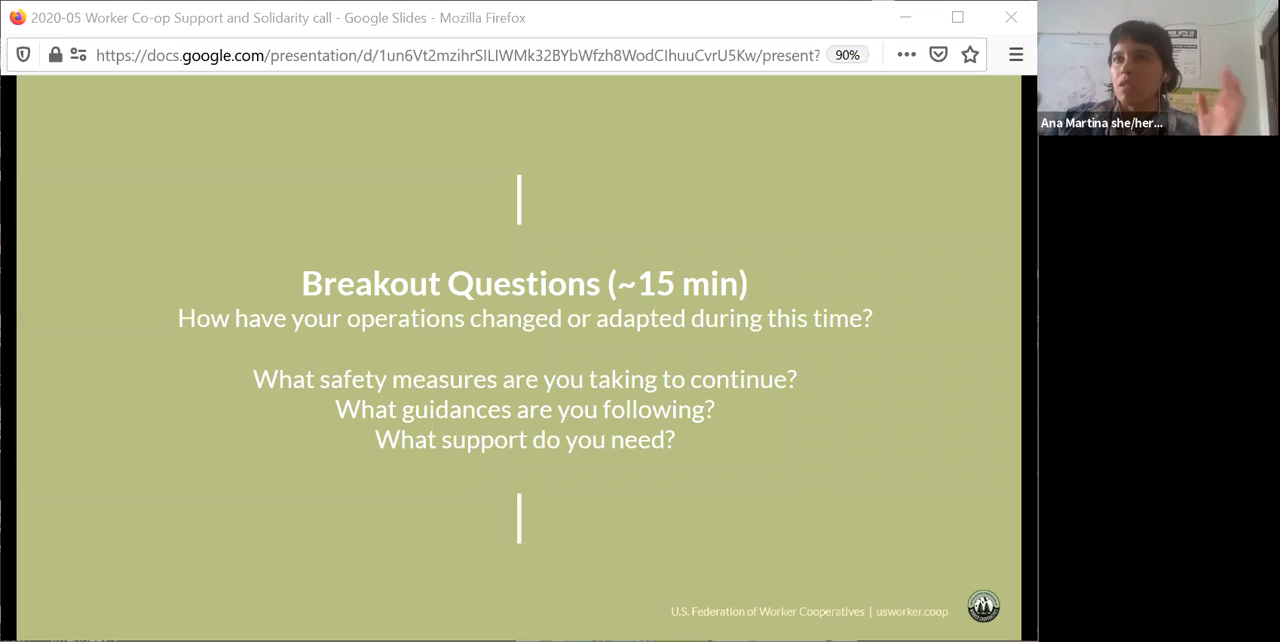 2020-05 Worker Co-op Support and Solidarity call - Google Slides - Mozilla Firefox
https://docs.google.com/presentation/d/1un6Vt2mzihrSILIWMk32BYbWfzh8WodCIhuuCvrU5Kw/present?
90%
Ana Martina she/her...
Breakout Questions (~15 min)
How have your operations changed or adapted during this time?
What safety measures are you taking to continue?
What guidances are you following?
What support do you need?
U.S. Federation of Worker Cooperatives | usworker.coop